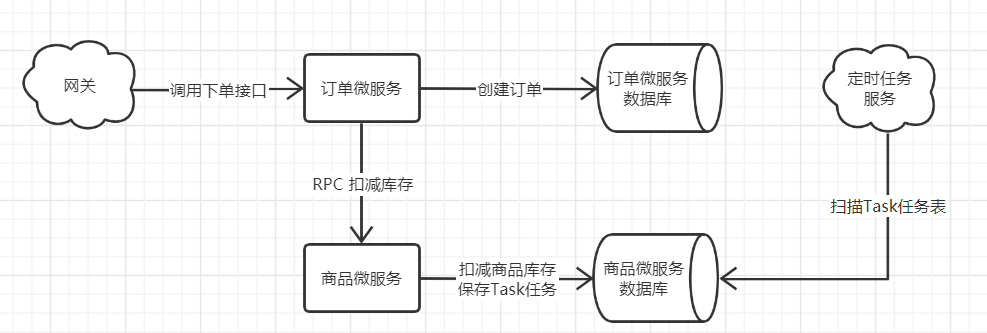 网关
调用下单接口
订单微服务
创建订单
订单微服务
数据库
定时任务
服务
RPC 扣减库存
扫描Task任务表
商品微服务
扣减商品库存
保存Task任务
商品微服务
数据库